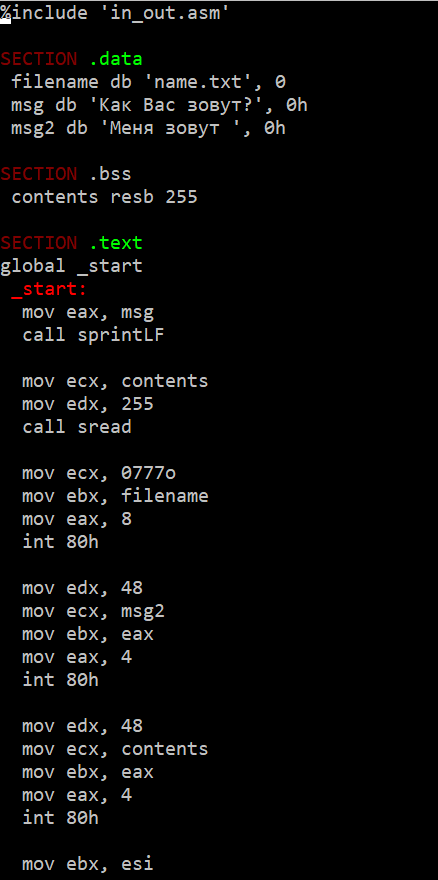 %include 'in_out.asm'
SECTION .data
filename db 'name.txt', 0
msg db 'Как Вас зовут?', 0h
msg2 db 'Меня зовут ', 0h
SECTION .bss
contents resb 255
SECTION .text
global _start
_start:
mov eax, msg
call sprintLF
mov ecx, contents
mov edx, 255
call sread
mov ecx, 0777o
mov ebx, filename
mov eax, 8
int 80h
mov edx, 48
mov ecx, msg2
mov ebx, eax
mov eax, 4
int 80h
mov edx, 48
mov ecx, contents
mov ebx, eax
mov eax, 4
int 80h
mov ebx, esi